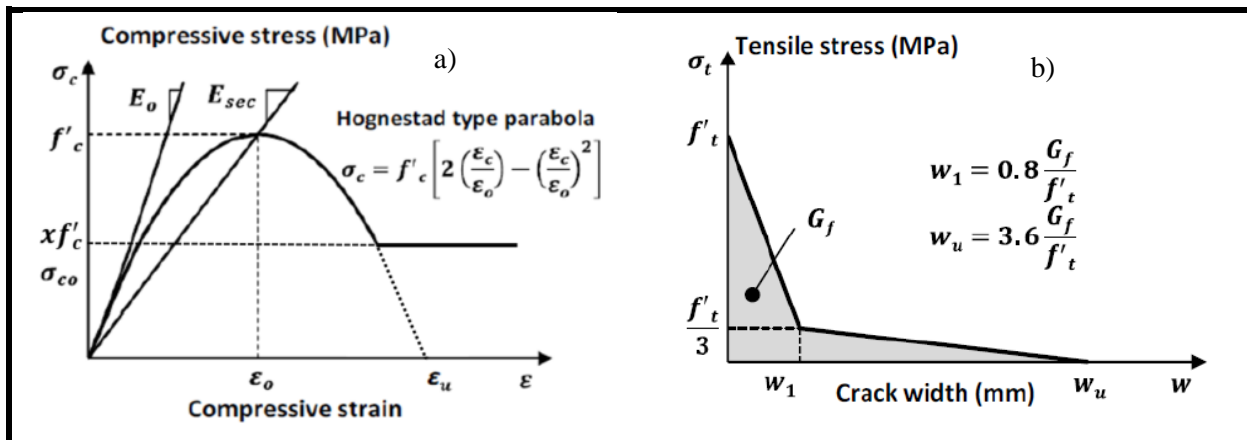 Compressive stress (MPa)
a)
σc
Eo
Esec
Hognestad type parabola
f'c
σc = f'c [2 (εc/εo) − (εc/εo)²]
xf'c
σco
εo
εu
ε
Compressive strain
Tensile stress (MPa)
b)
σt
f't
w1 = 0.8 Gf/f't
wu = 3.6 Gf/f't
Gf
f't/3
w1
Crack width (mm)
wu
w